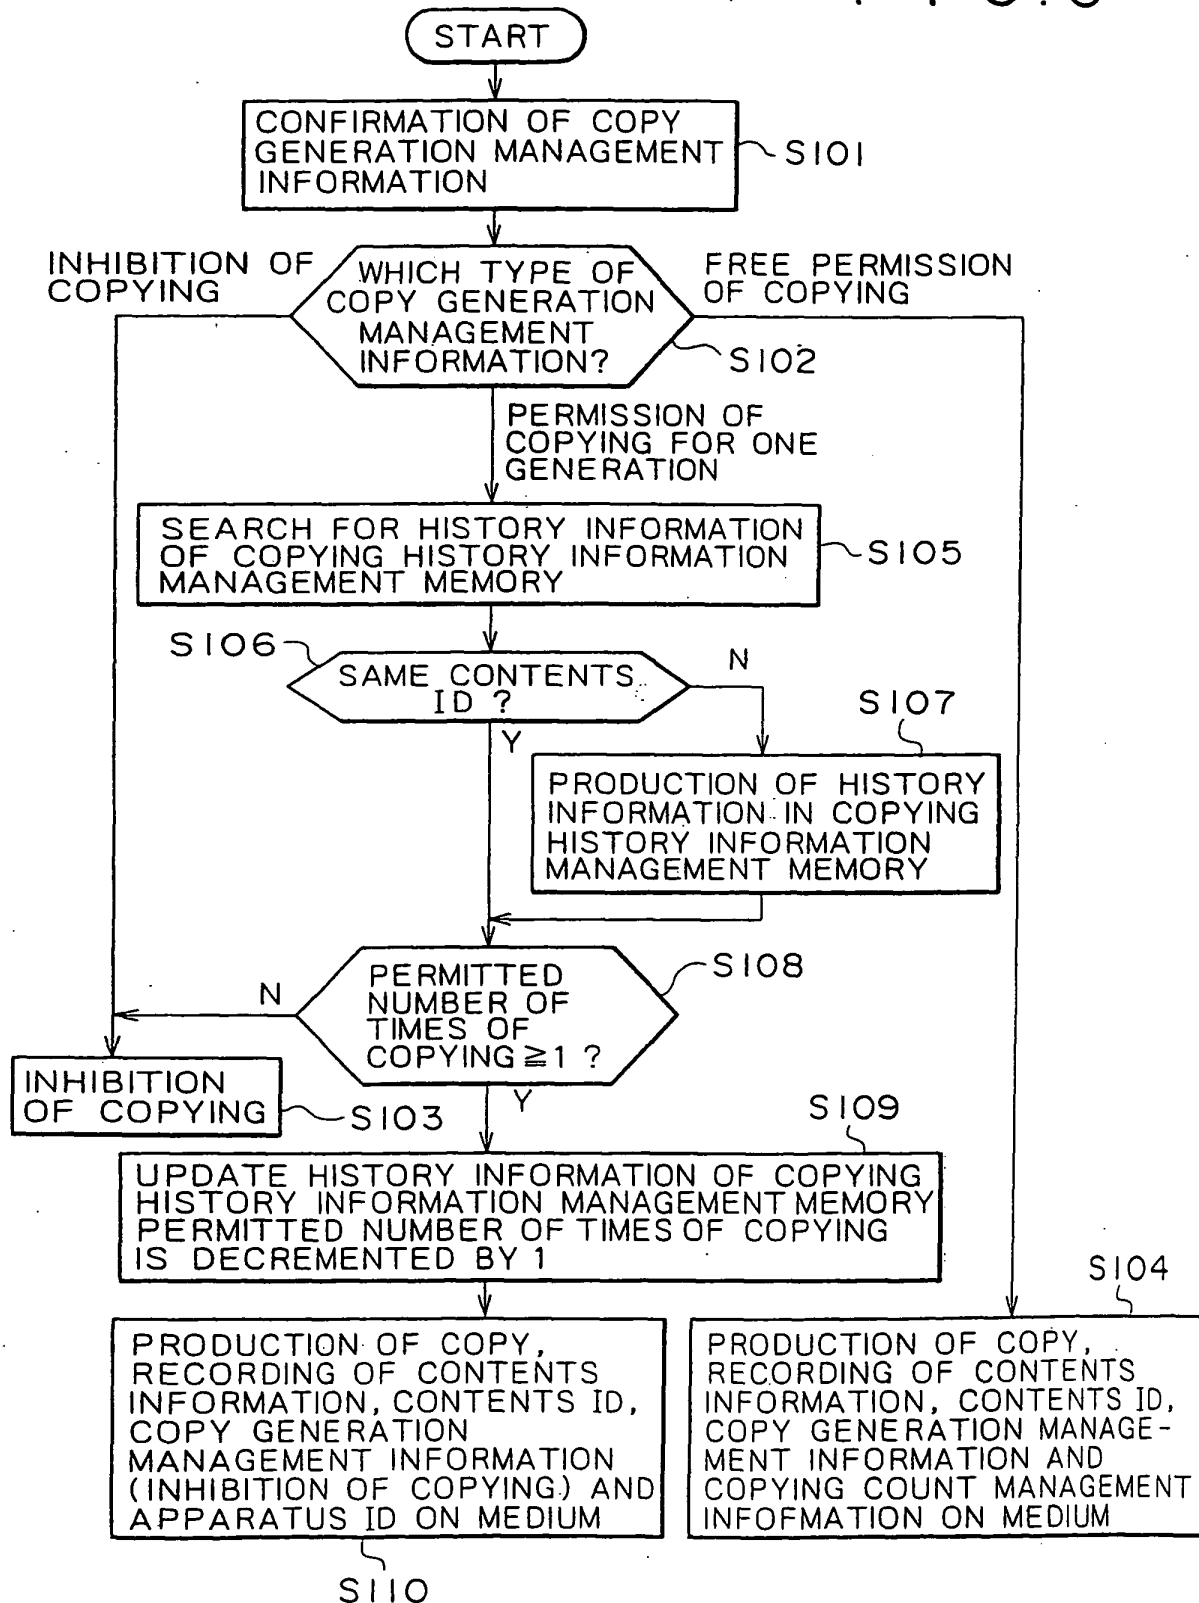 START
CONFIRMATION OF COPY
GENERATION MANAGEMENT
INFORMATION
S101
INHIBITION OF
COPYING
WHICH TYPE OF
COPY GENERATION
MANAGEMENT
INFORMATION?
FREE PERMISSION
OF COPYING
S102
PERMISSION OF
COPYING FOR ONE
GENERATION
SEARCH FOR HISTORY INFORMATION
OF COPYING HISTORY INFORMATION
MANAGEMENT MEMORY
S105
S106
SAME CONTENTS
ID ?
N
Y
S107
PRODUCTION OF HISTORY
INFORMATION IN COPYING
HISTORY INFORMATION
MANAGEMENT MEMORY
PERMITTED
NUMBER OF
TIMES OF
COPYING ≧ 1 ?
S108
N
Y
INHIBITION
OF COPYING
S103
S109
UPDATE HISTORY INFORMATION OF COPYING
HISTORY INFORMATION MANAGEMENT MEMORY
PERMITTED NUMBER OF TIMES OF COPYING
IS DECREMENTED BY 1
S104
PRODUCTION OF COPY,
RECORDING OF CONTENTS
INFORMATION, CONTENTS ID,
COPY GENERATION
MANAGEMENT INFORMATION
(INHIBITION OF COPYING) AND
APPARATUS ID ON MEDIUM
S110
PRODUCTION OF COPY,
RECORDING OF CONTENTS
INFORMATION, CONTENTS ID,
COPY GENERATION MANAGE-
MENT INFORMATION AND
COPYING COUNT MANAGEMENT
INFOFMATION ON MEDIUM